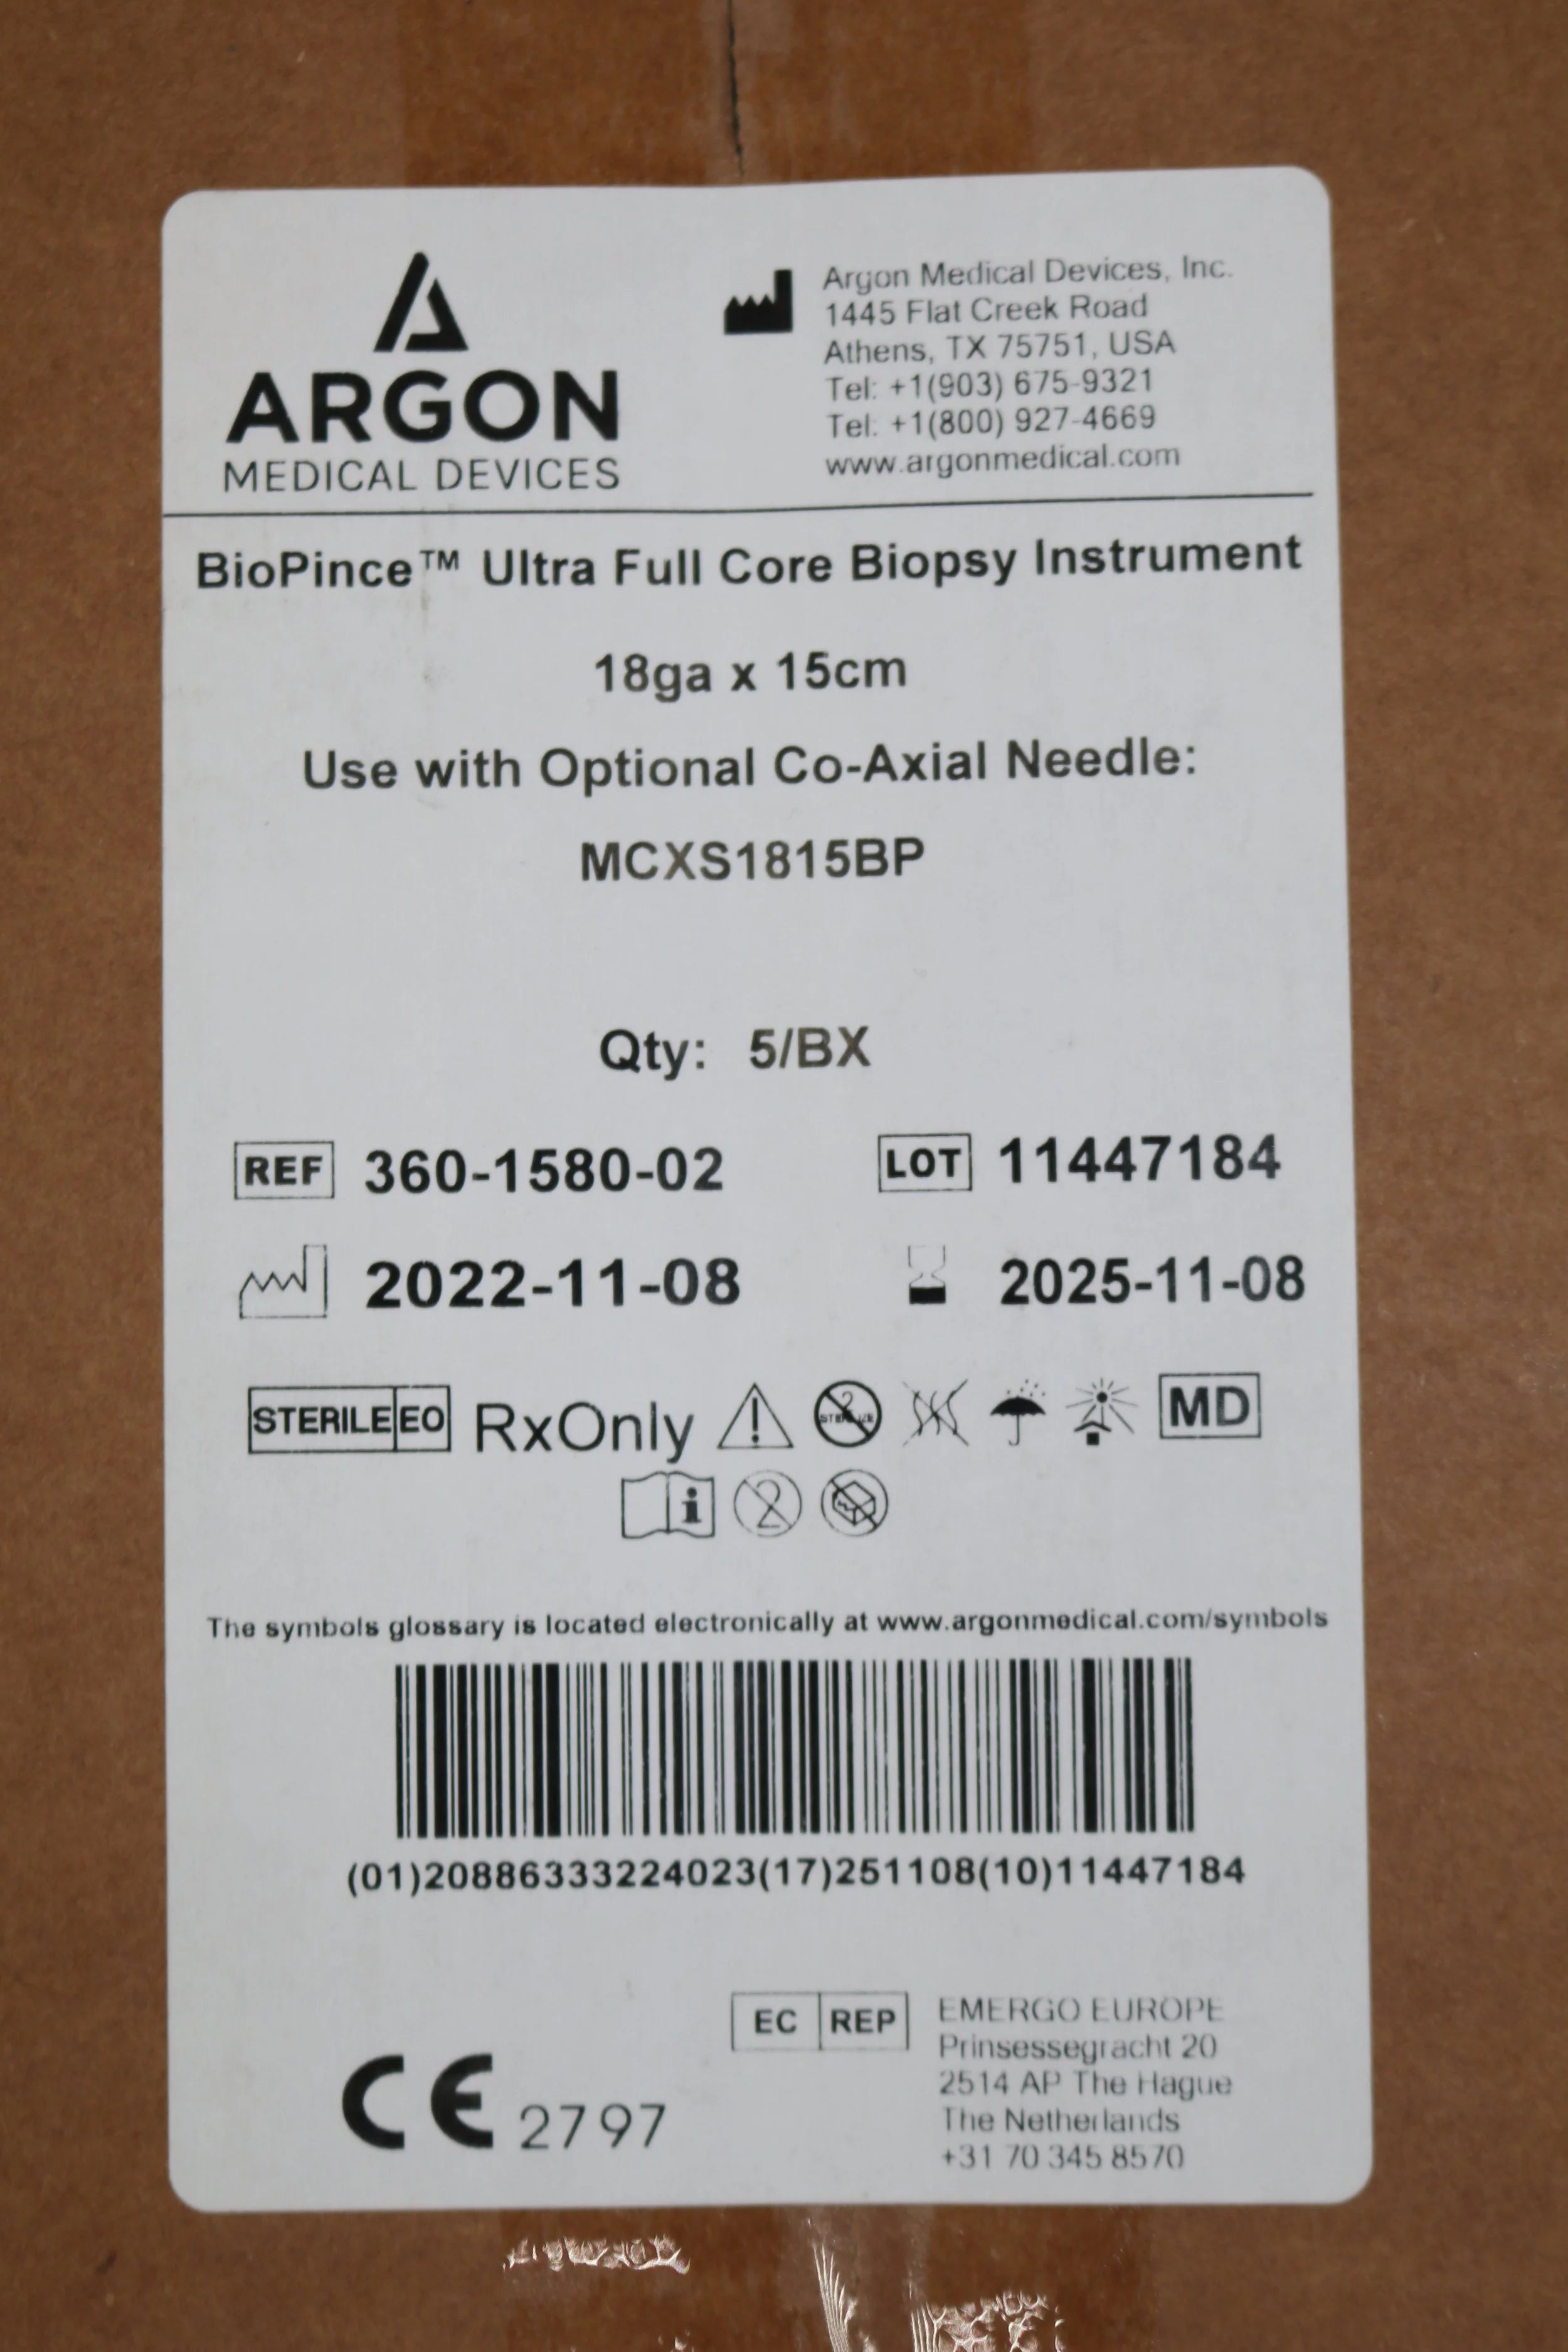 ARGON
MEDICAL DEVICES
Argon Medical Devices, Inc.
1445 Flat Creek Road
Athens, TX 75751, USA
Tel: +1(903) 675-9321
Tel: +1(800) 927-4669
www.argonmedical.com
BioPince™ Ultra Full Core Biopsy Instrument
18ga x 15cm
Use with Optional Co-Axial Needle:
MCXS1815BP
Qty: 5/BX
REF 360-1580-02
LOT 11447184
2022-11-08
2025-11-08
STERILE EO RxOnly 2 STERILIZE MD
i 2
The symbols glossary is located electronically at www.argonmedical.com/symbols
(01)20886333224023(17)251108(10)11447184
CE 2797
EC REP
EMERGO EUROPE
Prinsessegracht 20
2514 AP The Hague
The Netherlands
+31 70 345 8570